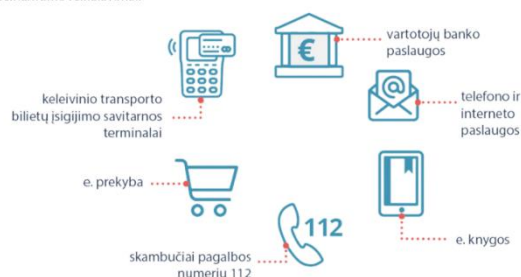 vartotojų banko
paslaugos
telefono ir
interneto
paslaugos
keleivinio transporto
bilietų įsigijimo savitarnos
terminalai
e. prekyba
e. knygos
112
skambučiai pagalbos
numeriu 112